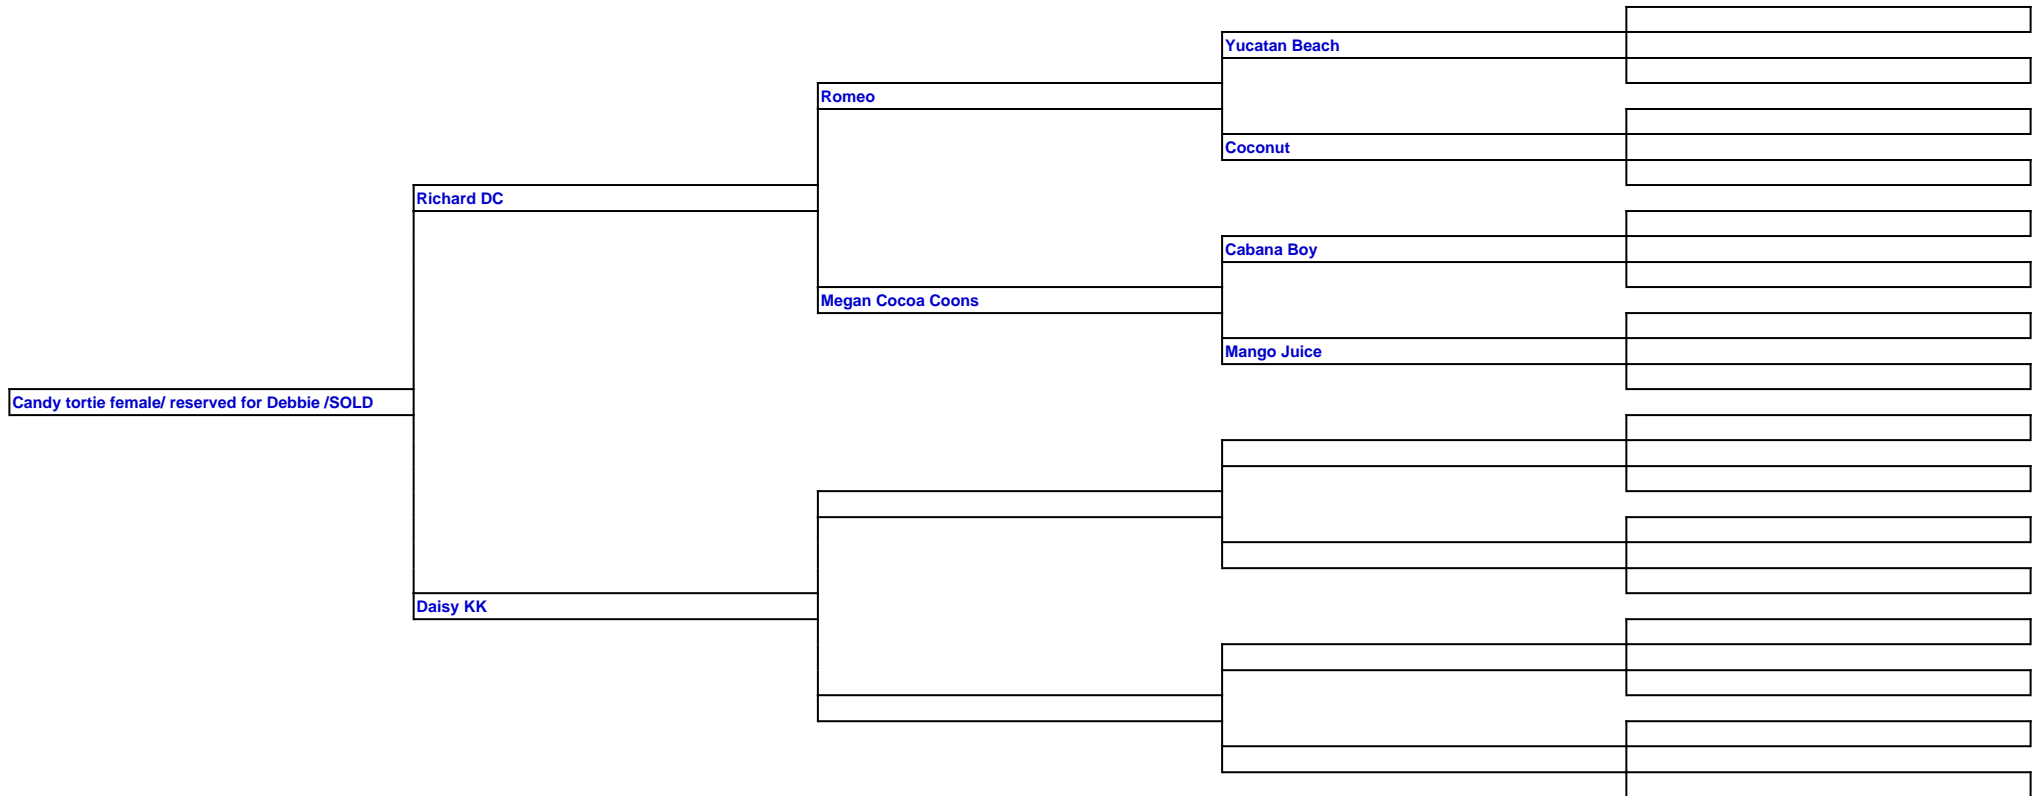 Yucatan Beach
Romeo
Coconut
Richard DC
Cabana Boy
Megan Cocoa Coons
Mango Juice
Candy tortie female/ reserved for Debbie /SOLD
Daisy KK